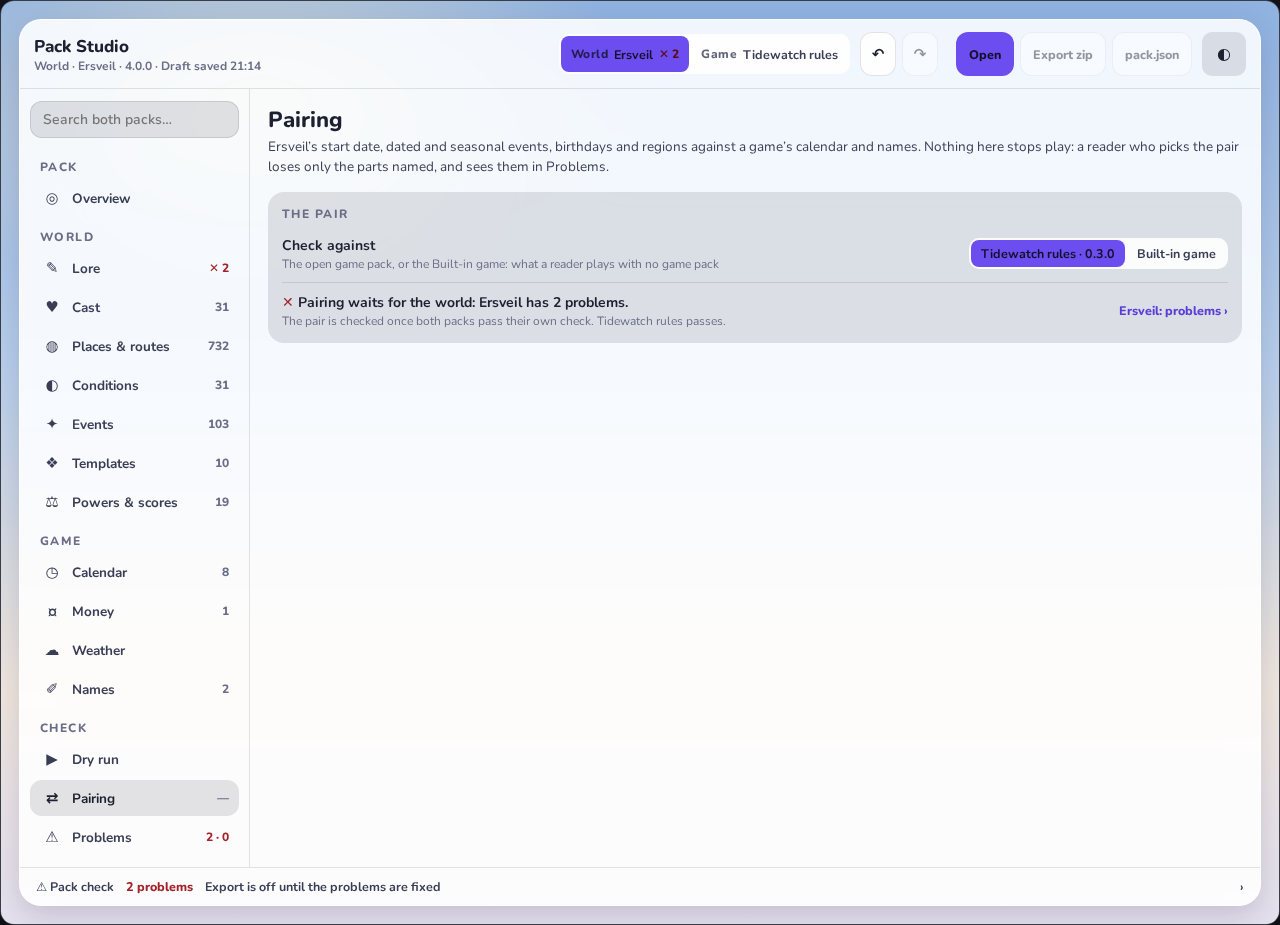 Pack Studio
World · Ersveil · 4.0.0 · Draft saved 21:14
World Ersveil ✕ 2
Game Tidewatch rules
↶
↷
Open
Export zip
pack.json
◐
Search both packs…
PACK
◎ Overview
WORLD
✎ Lore ✕ 2
♥ Cast 31
◍ Places & routes 732
◐ Conditions 31
✦ Events 103
❖ Templates 10
⚖ Powers & scores 19
GAME
◷ Calendar 8
¤ Money 1
☁ Weather
✐ Names 2
CHECK
▶ Dry run
⇄ Pairing —
⚠ Problems 2 · 0
Pairing
Ersveil’s start date, dated and seasonal events, birthdays and regions against a game’s calendar and names. Nothing here stops play: a reader who picks the pair
loses only the parts named, and sees them in Problems.
THE PAIR
Check against
The open game pack, or the Built-in game: what a reader plays with no game pack
Tidewatch rules · 0.3.0
Built-in game
✕ Pairing waits for the world: Ersveil has 2 problems.
The pair is checked once both packs pass their own check. Tidewatch rules passes.
Ersveil: problems ›
⚠ Pack check 2 problems Export is off until the problems are fixed ›